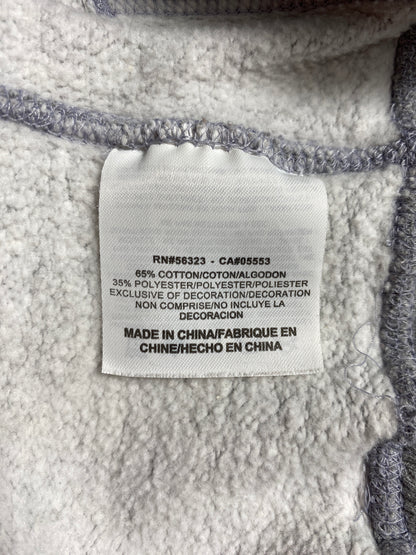 RN#56323 - CA#05553
65% COTTON/COTON/ALGODON
35% POLYESTER/POLYESTER/POLIESTER
EXCLUSIVE OF DECORATION/DECORATION
NON COMPRISE/NO INCLUYE LA
DECORACION
MADE IN CHINA/FABRIQUE EN
CHINE/HECHO EN CHINA